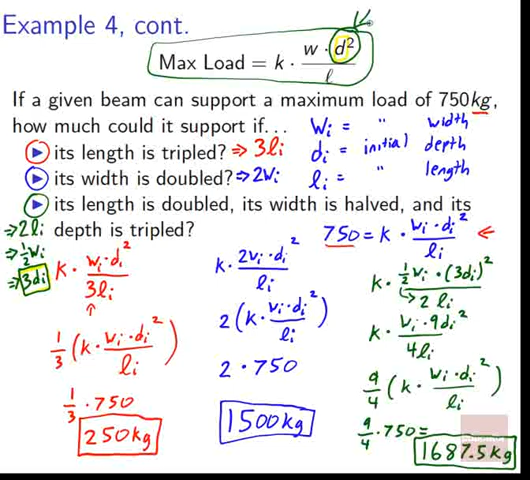 Example 4, cont.
Max Load = k · w · d² / l
If a given beam can support a maximum load of 750kg,
how much could it support if...
Wi = " width
di = initial depth
li = " length
its length is tripled? ⇒ 3li
its width is doubled? ⇒ 2Wi
its length is doubled, its width is halved, and its
depth is tripled?
⇒ 2li
⇒ ½Wi
⇒ 3di
750 = k · Wi · di² / li ⇐
k · Wi · di² / 3li
↑
1/3 (k · Wi · di² / li)
1/3 · 750
250kg
k · 2Wi · di² / li
2 (k · Wi · di² / li)
2 · 750
1500kg
k · ½Wi · (3di)² / 2li
k · Wi · 9di² / 4li
9/4 (k · Wi · di² / li)
9/4 · 750 =
1687.5kg